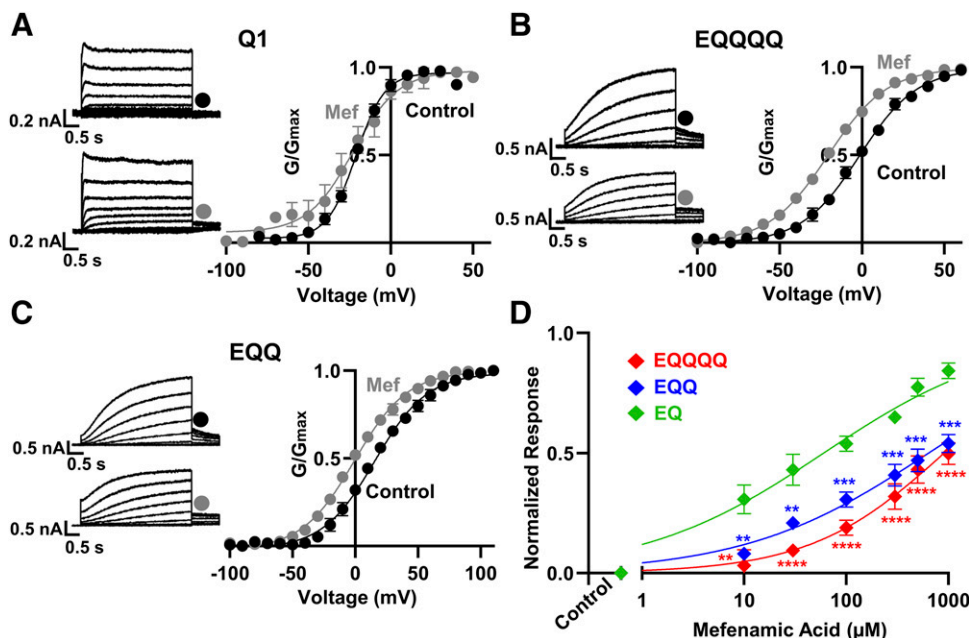 A
Q1
0.2 nA
0.5 s
0.2 nA
0.5 s
G/Gmax
1.0
0.5
Mef
Control
-100
-50
0
50
Voltage (mV)
B
EQQQQ
0.5 nA
0.5 s
0.5 nA
0.5 s
G/Gmax
1.0
0.5
Mef
Control
-100
-50
0
50
Voltage (mV)
C
EQQ
0.5 nA
0.5 s
0.5 nA
0.5 s
G/Gmax
1.0
0.5
Mef
Control
-100
-50
0
50
100
Voltage (mV)
D
Normalized Response
1.0
0.5
0.0
EQQQQ
EQQ
EQ
**
**
**
****
***
****
***
****
***
****
***
****
Control
1
10
100
1000
Mefenamic Acid (µM)